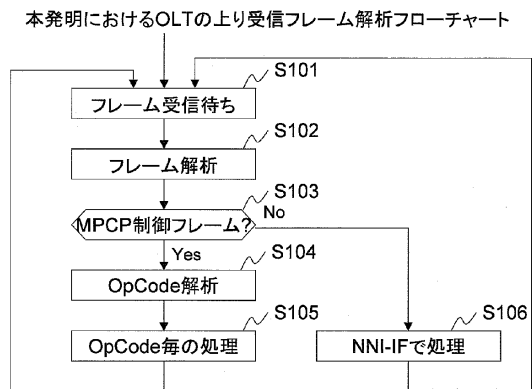 本発明におけるOLTの上り受信フレーム解析フローチャート
S101
フレーム受信待ち
S102
フレーム解析
S103
MPCP制御フレーム?
No
Yes
S104
OpCode解析
S105
OpCode毎の処理
S106
NNI-IFで処理